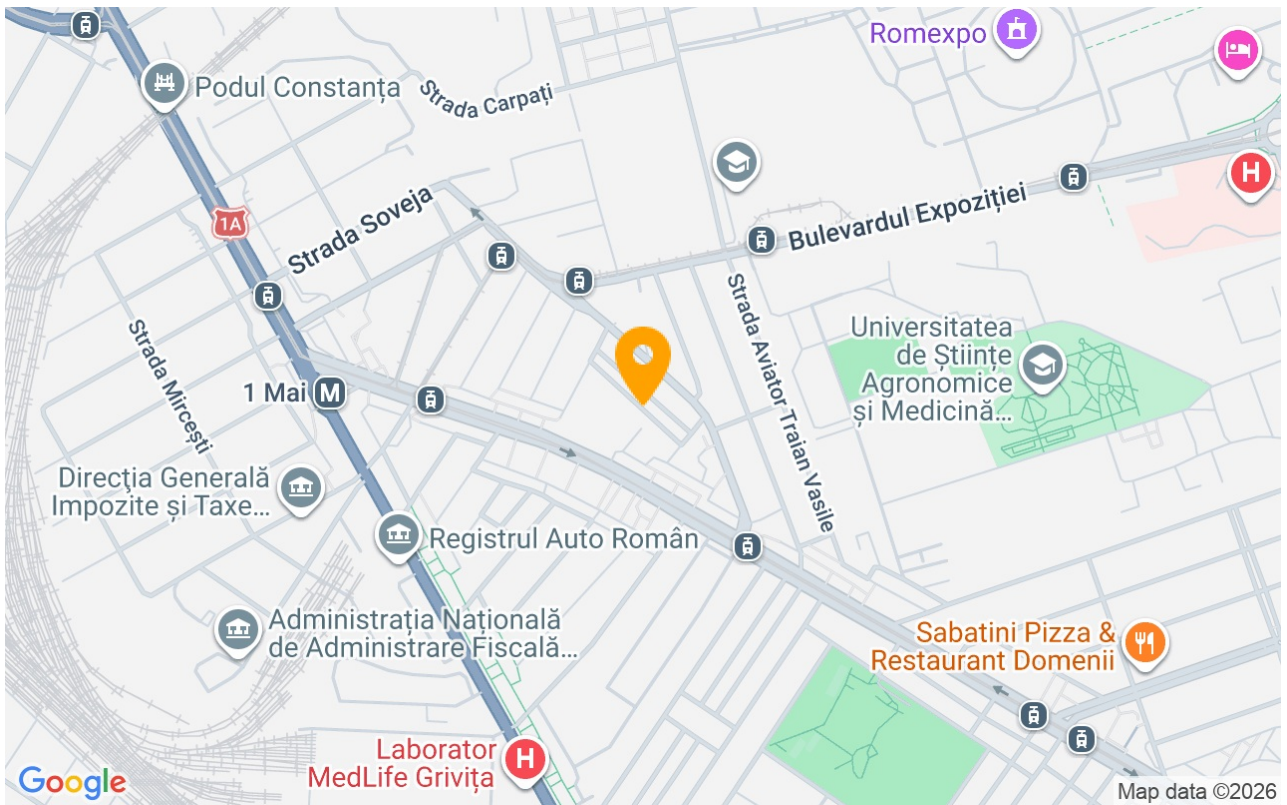 Romexpo
Podul Constanța
Strada Carpați
1A
H
Strada Soveja
Bulevardul Expoziției
Strada Mircești
Strada Aviator Traian Vasile
Universitatea
de Științe
Agronomice
și Medicină...
1 Mai M
Direcţia Generală
Impozite și Taxe...
Registrul Auto Român
Administrația Națională
de Administrare Fiscală...
Sabatini Pizza &
Restaurant Domenii
Laborator
MedLife Grivița
H
Google
Map data ©2026